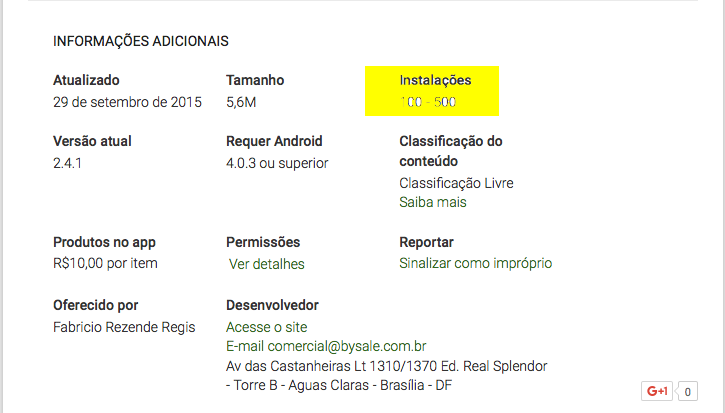 INFORMAÇÕES ADICIONAIS
Atualizado
29 de setembro de 2015
Tamanho
5,6M
Instalações
100 - 500
Versão atual
2.4.1
Requer Android
4.0.3 ou superior
Classificação do
conteúdo
Classificação Livre
Saiba mais
Produtos no app
R$10,00 por item
Permissões
Ver detalhes
Reportar
Sinalizar como impróprio
Oferecido por
Fabricio Rezende Regis
Desenvolvedor
Acesse o site
E-mail comercial@bysale.com.br
Av das Castanheiras Lt 1310/1370 Ed. Real Splendor
- Torre B - Aguas Claras - Brasília - DF
G+1 0